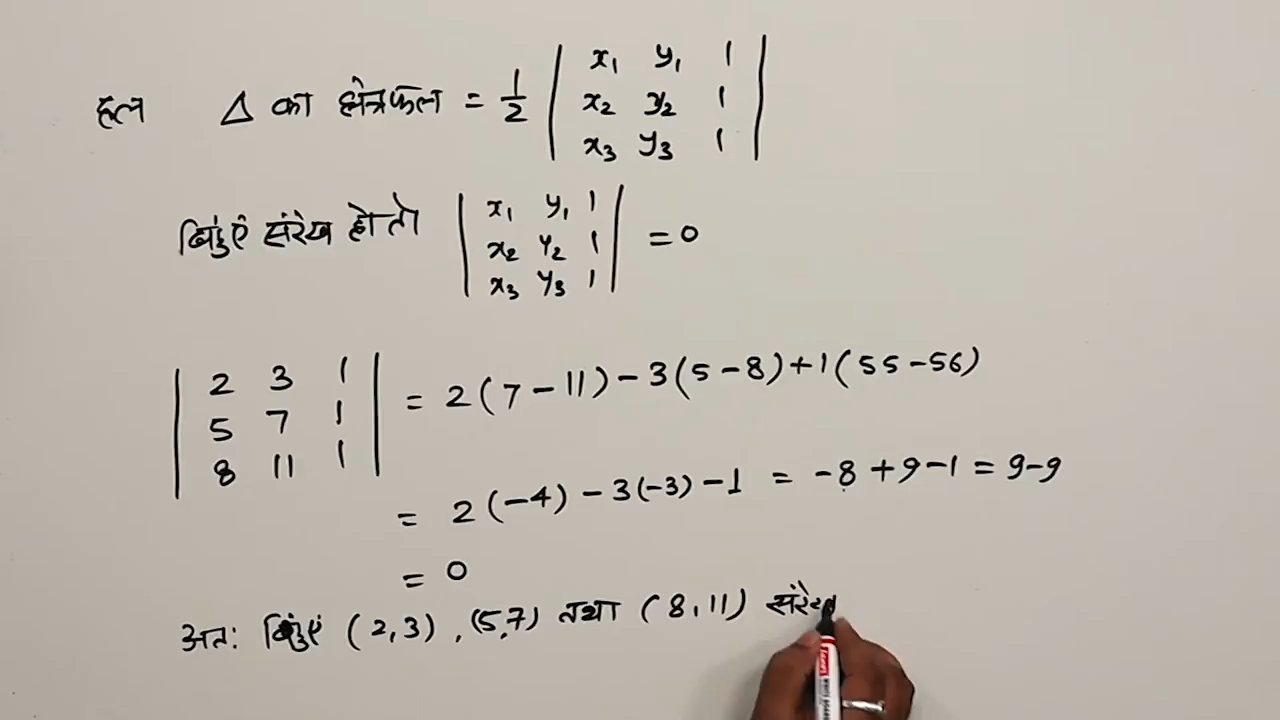 हल Δ का क्षेत्रफल = 1/2 | x₁ y₁ 1 |
| x₂ y₂ 1 |
| x₃ y₃ 1 |
बिंदुएं संरेख हो तो | x₁ y₁ 1 | = 0
| x₂ y₂ 1 |
| x₃ y₃ 1 |
| 2 3 1 | = 2(7-11)-3(5-8)+1(55-56)
| 5 7 1 |
| 8 11 1 |
= 2(-4)-3(-3)-1 = -8+9-1 = 9-9
= 0
अतः बिंदुएं (2,3), (5,7) तथा (8,11) संरेख